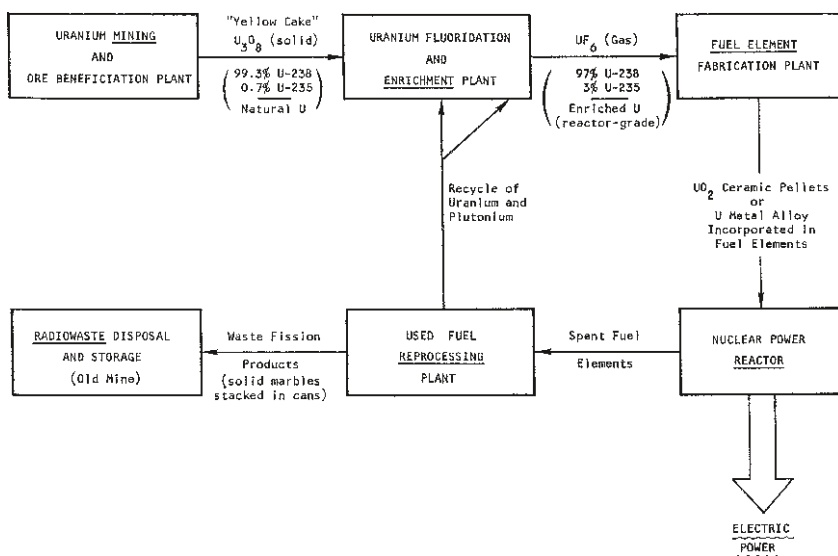 URANIUM MINING
AND
ORE BENEFICIATION PLANT
"Yellow Cake"
U3O8 (solid)
99.3% U-238
0.7% U-235
Natural U
URANIUM FLUORIDATION
AND
ENRICHMENT PLANT
UF6 (Gas)
97% U-238
3% U-235
Enriched U
(reactor-grade)
FUEL ELEMENT
FABRICATION PLANT
Recycle of
Uranium and
Plutonium
UO2 Ceramic Pellets
or
U Metal Alloy
Incorporated in
Fuel Elements
RADIOWASTE DISPOSAL
AND STORAGE
(Old Mine)
Waste Fission
Products
(solid marbles
stacked in cans)
USED FUEL
REPROCESSING
PLANT
Spent Fuel
Elements
NUCLEAR POWER
REACTOR
ELECTRIC
POWER